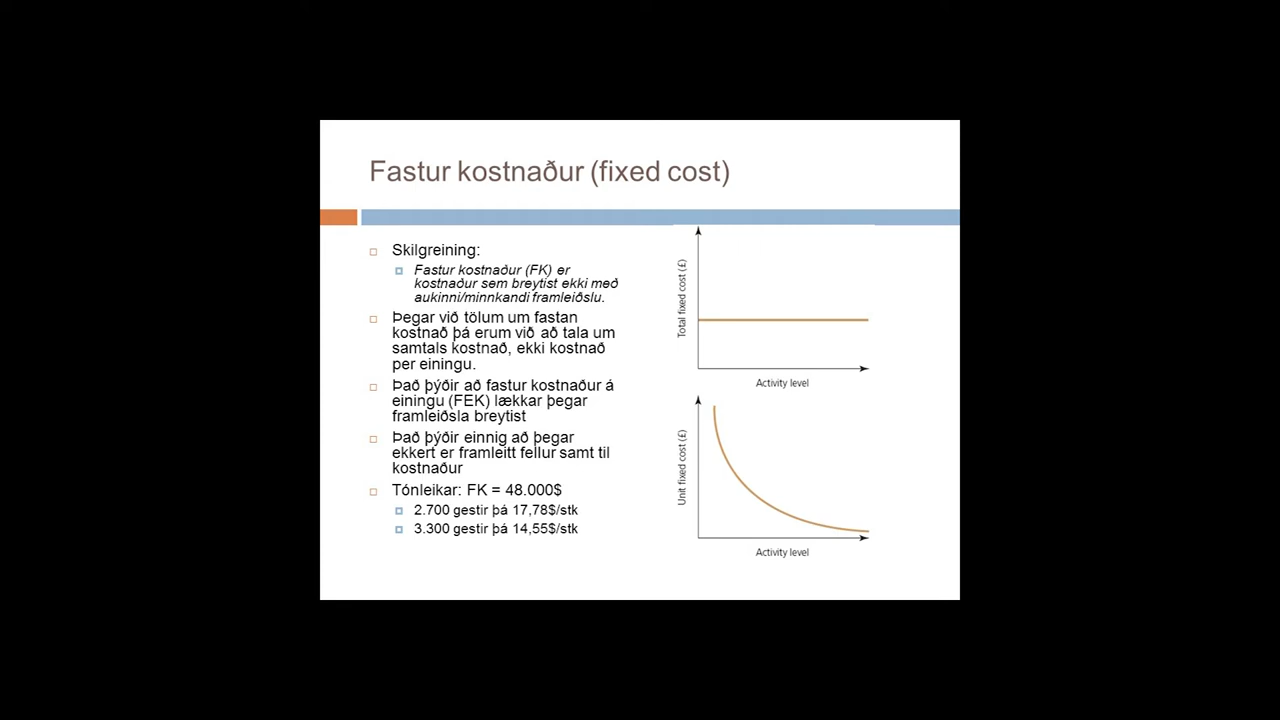 Fastur kostnaður (fixed cost)
Skilgreining:
Fastur kostnaður (FK) er
kostnaður sem breytist ekki með
aukinni/minnkandi framleiðslu.
Þegar við tölum um fastan
kostnað þá erum við að tala um
samtals kostnað, ekki kostnað
per einingu.
Það þýðir að fastur kostnaður á
einingu (FEK) lækkar þegar
framleiðsla breytist
Það þýðir einnig að þegar
ekkert er framleitt fellur samt til
kostnaður
Tónleikar: FK = 48.000$
2.700 gestir þá 17,78$/stk
3.300 gestir þá 14,55$/stk
Total fixed cost (£)
Activity level
Unit fixed cost (£)
Activity level